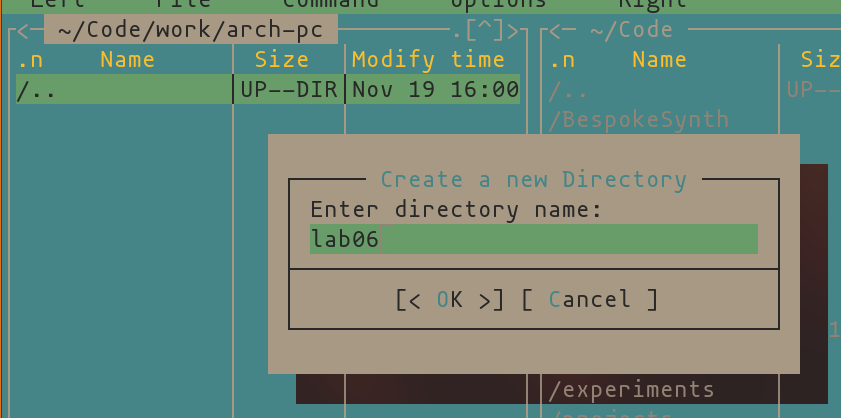 Left File Command Options Right
<─ ~/Code/work/arch-pc ─.[^]>
<─ ~/Code
.n Name Size Modify time
.n Name Siz
/.. UP--DIR Nov 19 16:00
/.. UP--
/BespokeSynth
Create a new Directory
Enter directory name:
lab06
[< OK >] [ Cancel ]
1
/experiments
/projects